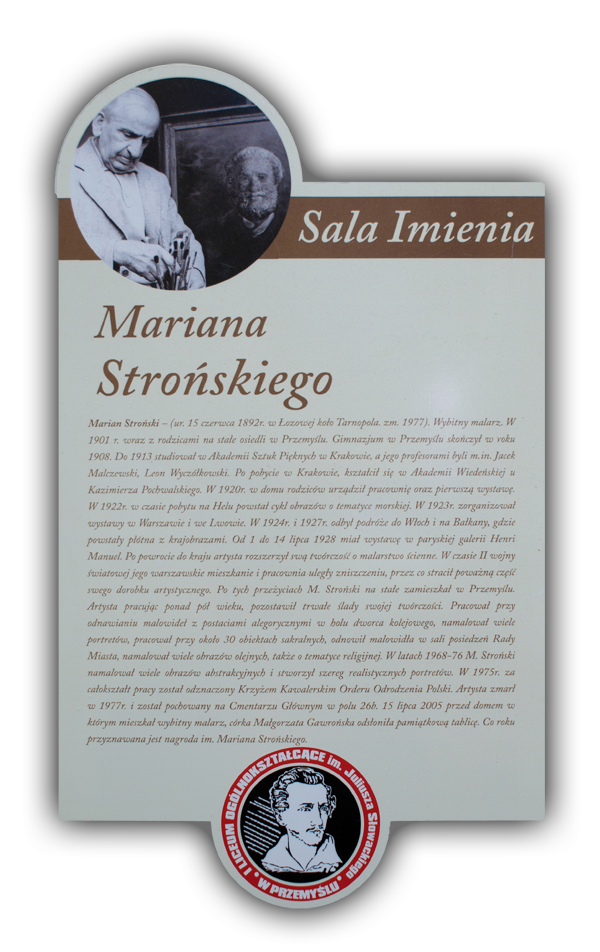 Sala Imienia
Mariana
Strońskiego
Marian Stroński – (ur. 15 czerwca 1892r. w Łozowej koło Tarnopola. zm. 1977). Wybitny malarz. W
1901 r. wraz z rodzicami na stałe osiedli w Przemyślu. Gimnazjum w Przemyślu skończył w roku
1908. Do 1913 studiował w Akademii Sztuk Pięknych w Krakowie, a jego profesorami byli m.in. Jacek
Malczewski, Leon Wyczółkowski. Po pobycie w Krakowie, kształcił się w Akademii Wiedeńskiej u
Kazimierza Pochwalskiego. W 1920r. w domu rodziców urządził pracownię oraz pierwszą wystawę.
W 1922r. w czasie pobytu na Helu powstał cykl obrazów o tematyce morskiej. W 1923r. zorganizował
wystawy w Warszawie i we Lwowie. W 1924r. i 1927r. odbył podróże do Włoch i na Bałkany, gdzie
powstały płótna z krajobrazami. Od 1 do 14 lipca 1928 miał wystawę w paryskiej galerii Henri
Manuel. Po powrocie do kraju artysta rozszerzył swą twórczość o malarstwo ścienne. W czasie II wojny
światowej jego warszawskie mieszkanie i pracownia uległy zniszczeniu, przez co stracił poważną część
swego dorobku artystycznego. Po tych przeżyciach M. Stroński na stałe zamieszkał w Przemyślu.
Artysta pracując ponad pół wieku, pozostawił trwałe ślady swojej twórczości. Pracował przy
odnawianiu malowideł z postaciami alegorycznymi w holu dworca kolejowego, namalował wiele
portretów, pracował przy około 30 obiektach sakralnych, odnowił malowidła w sali posiedzeń Rady
Miasta, namalował wiele obrazów olejnych, także o tematyce religijnej. W latach 1968-76 M. Stroński
namalował wiele obrazów abstrakcyjnych i stworzył szereg realistycznych portretów. W 1975r. za
całokształt pracy został odznaczony Krzyżem Kawalerskim Orderu Odrodzenia Polski. Artysta zmarł
w 1977r. i został pochowany na Cmentarzu Głównym w polu 26b. 15 lipca 2005 przed domem w
którym mieszkał wybitny malarz, córka Małgorzata Gawrońska odsłoniła pamiątkową tablicę. Co roku
przyznawana jest nagroda im. Mariana Strońskiego.
I LICEUM OGÓLNOKSZTAŁCĄCE im. Juliusza Słowackiego
• W PRZEMYŚLU •